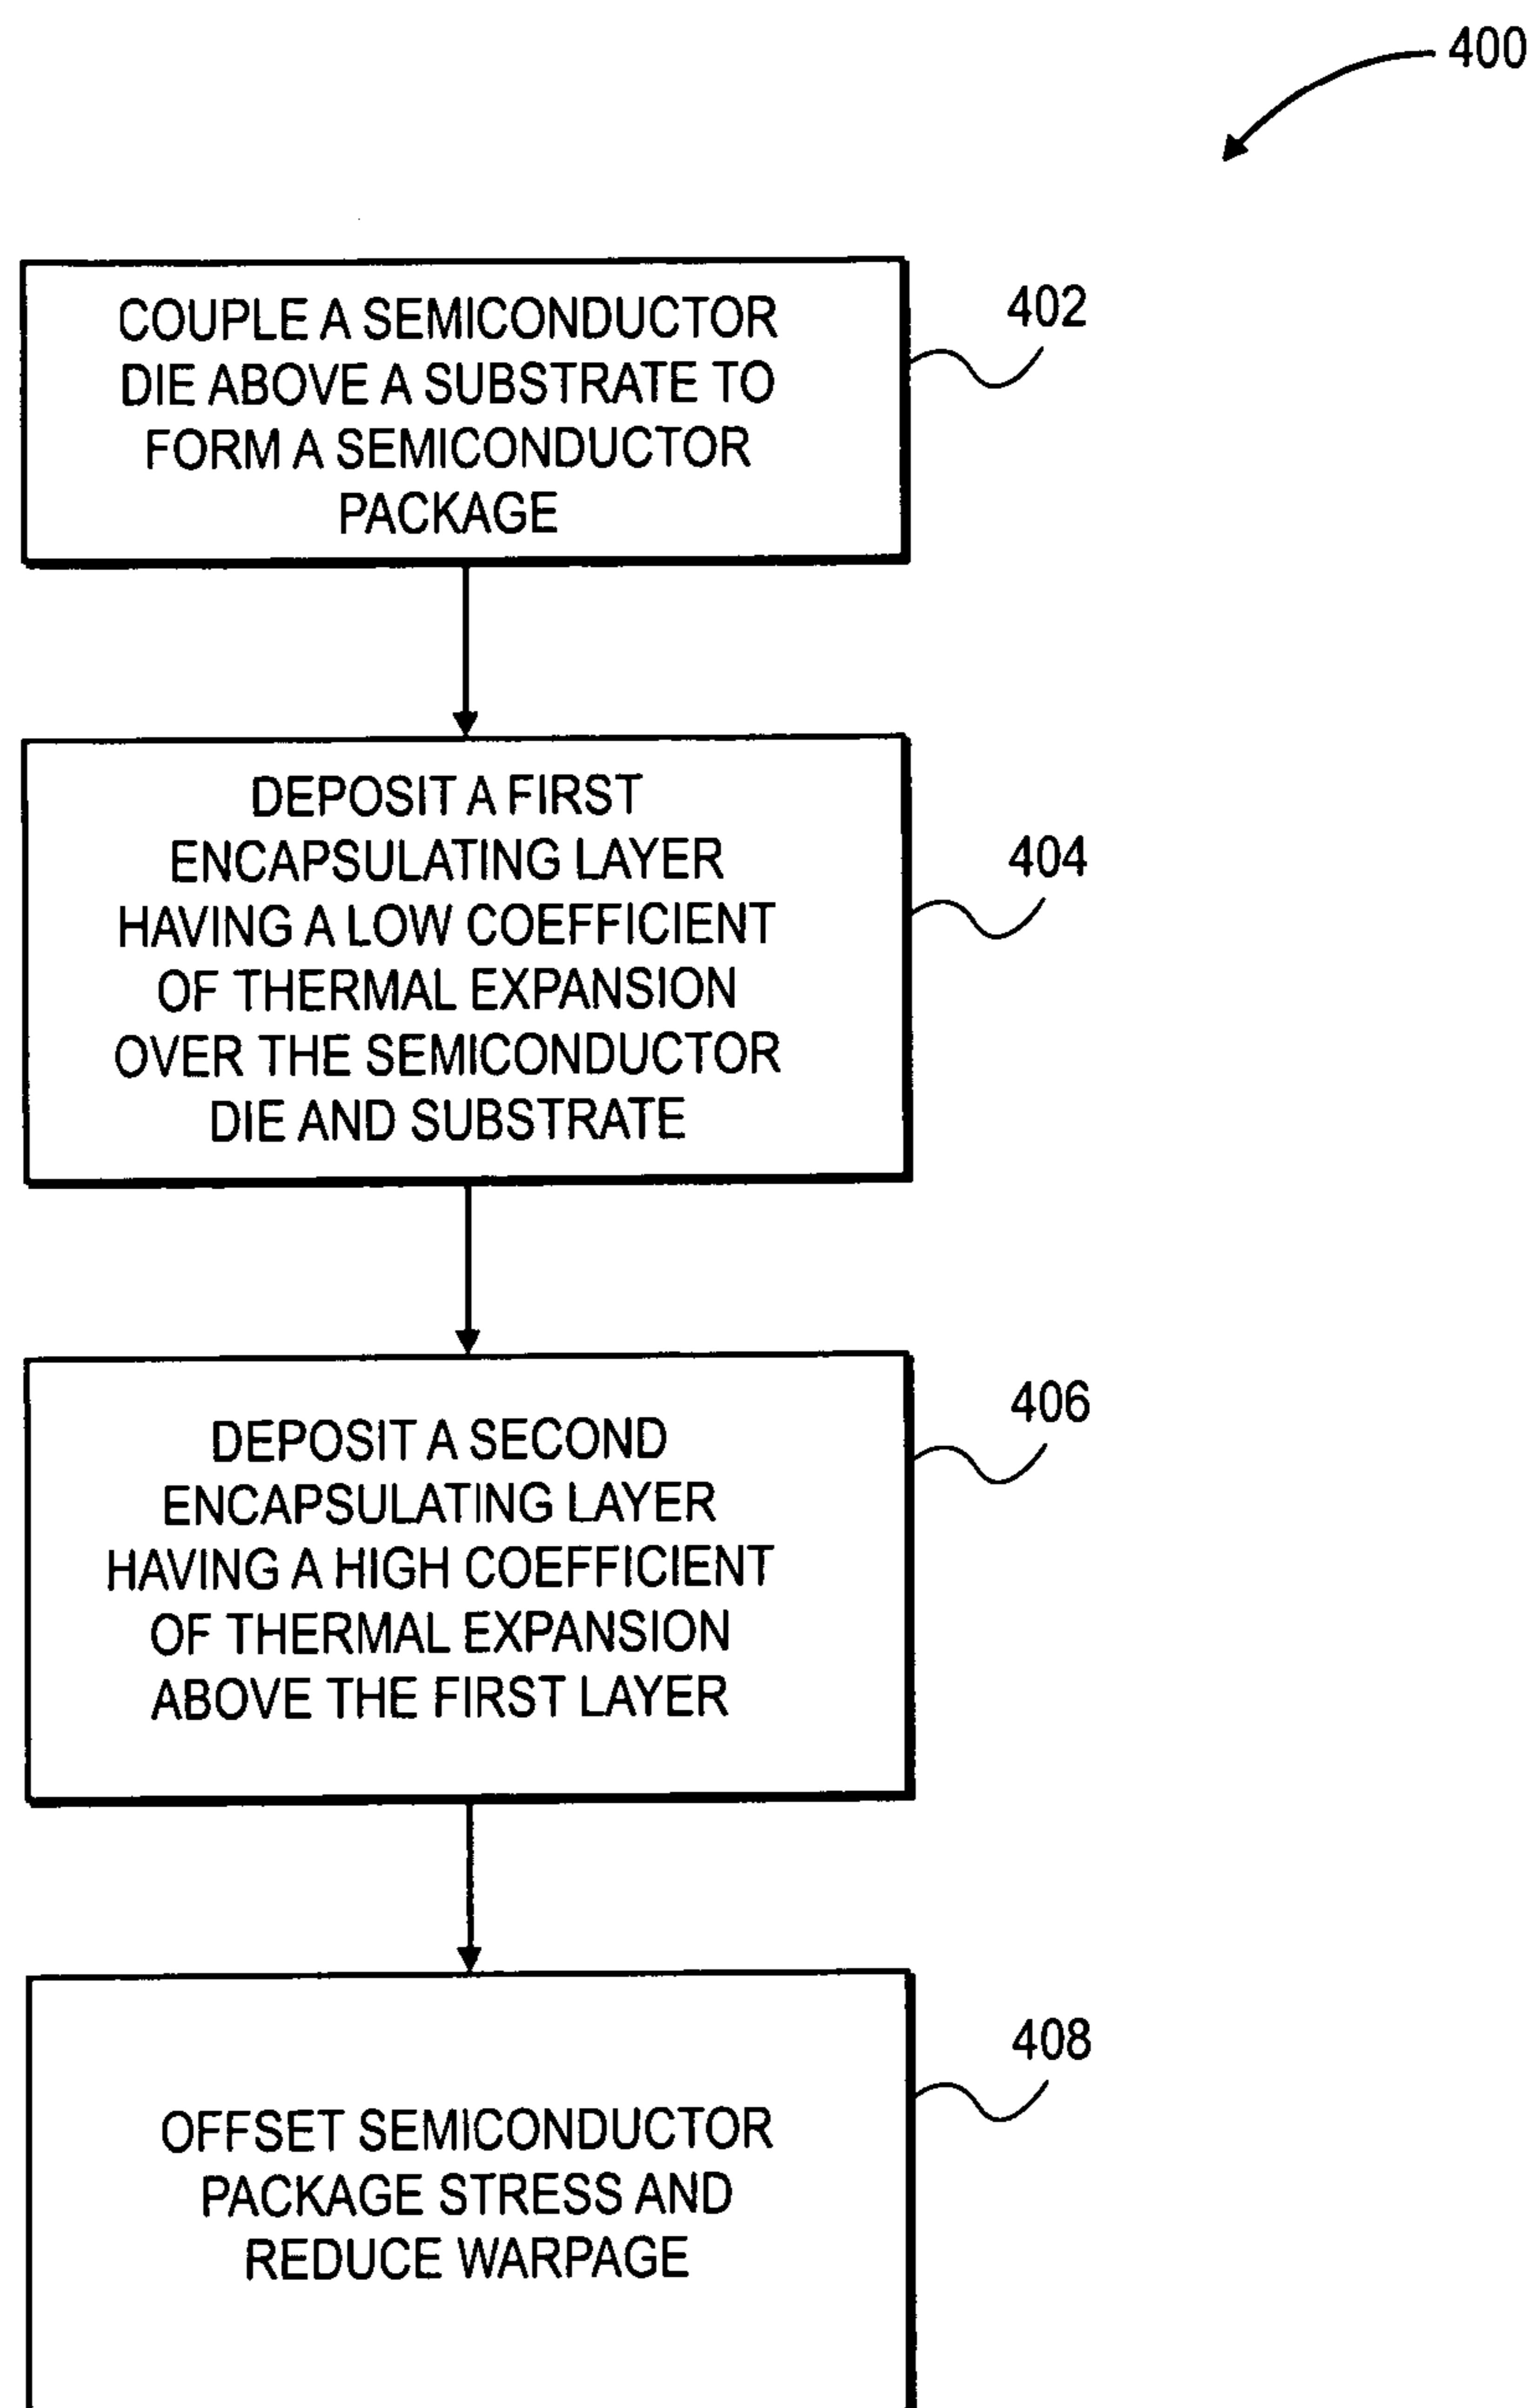 400
COUPLE A SEMICONDUCTOR
DIE ABOVE A SUBSTRATE TO
FORM A SEMICONDUCTOR
PACKAGE
402
DEPOSIT A FIRST
ENCAPSULATING LAYER
HAVING A LOW COEFFICIENT
OF THERMAL EXPANSION
OVER THE SEMICONDUCTOR
DIE AND SUBSTRATE
404
DEPOSIT A SECOND
ENCAPSULATING LAYER
HAVING A HIGH COEFFICIENT
OF THERMAL EXPANSION
ABOVE THE FIRST LAYER
406
OFFSET SEMICONDUCTOR
PACKAGE STRESS AND
REDUCE WARPAGE
408